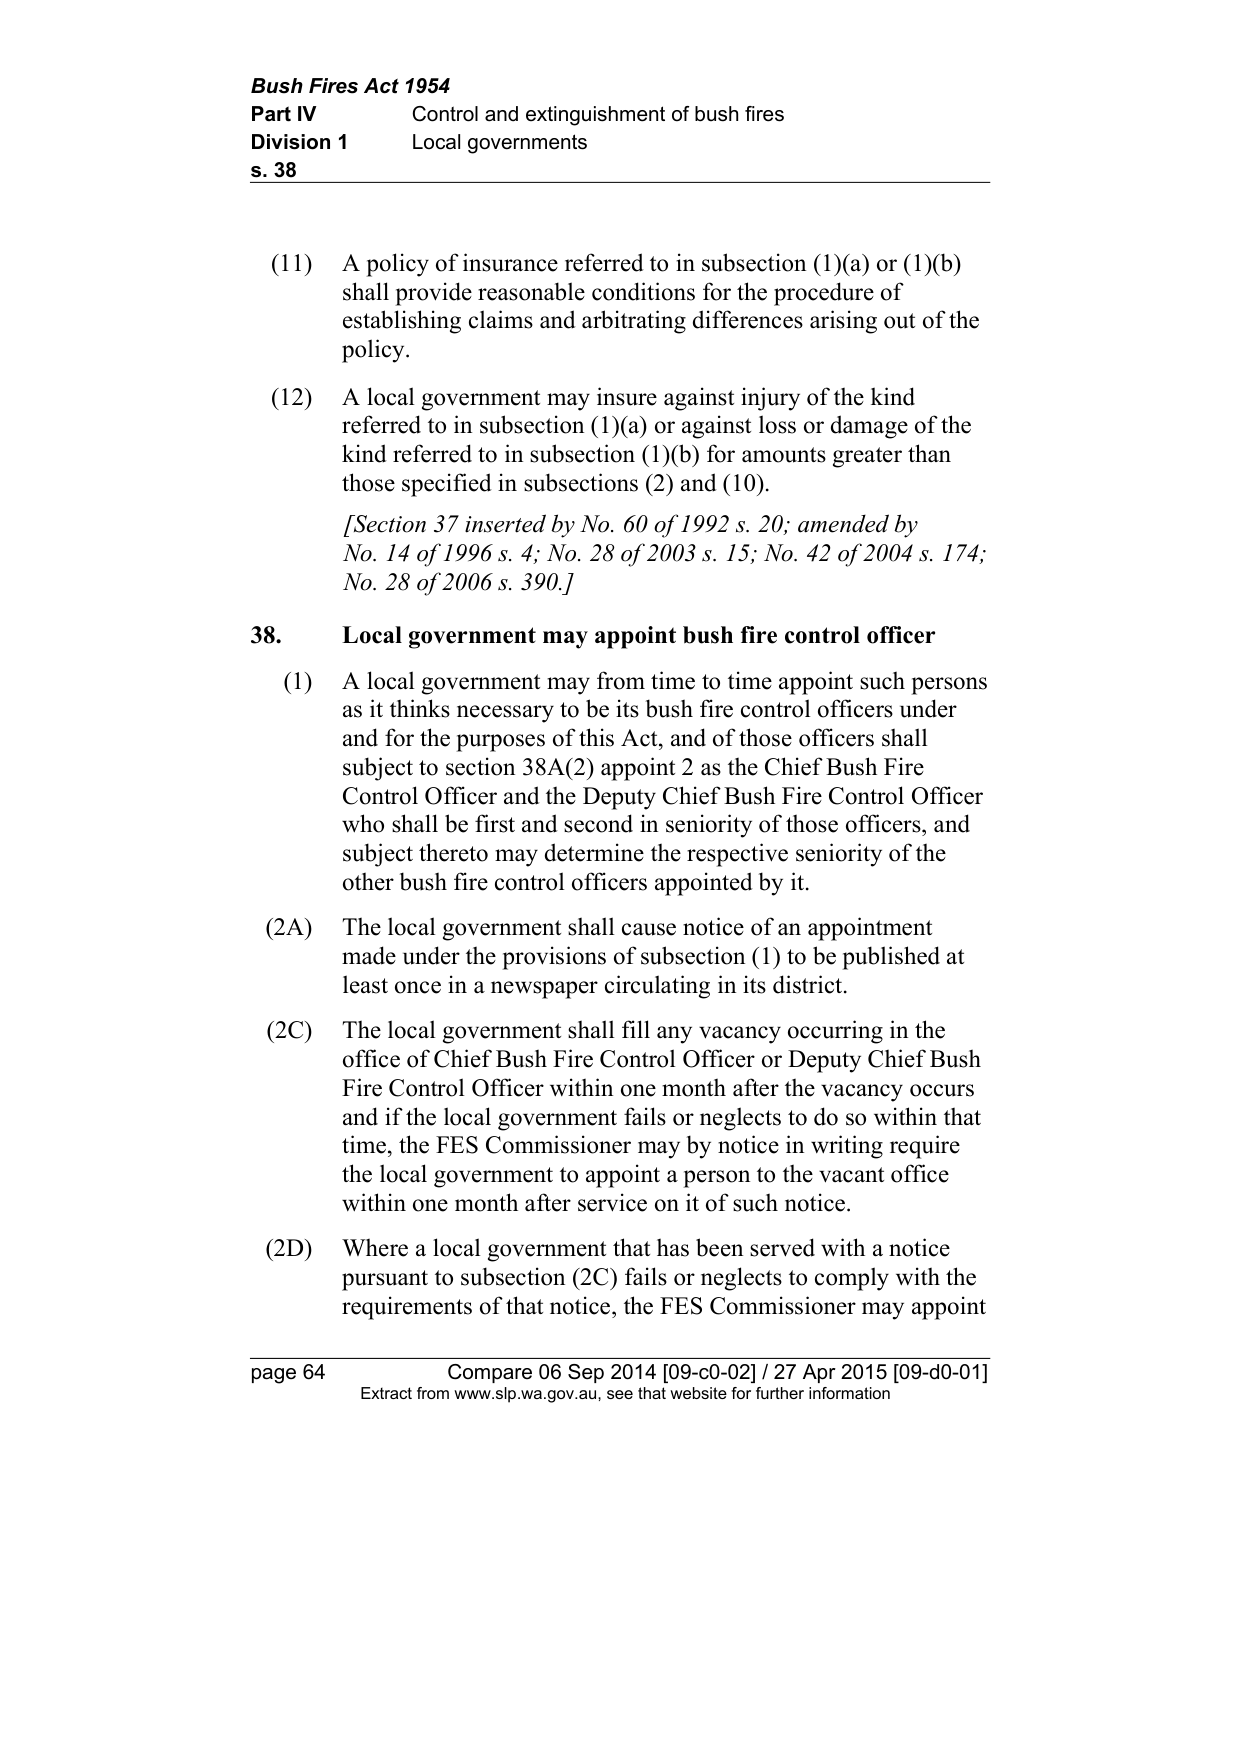 Bush Fires Act 1954
Part IV Control and extinguishment of bush fires
Division 1 Local governments
s. 38
(11) A policy of insurance referred to in subsection (1)(a) or (1)(b)
shall provide reasonable conditions for the procedure of
establishing claims and arbitrating differences arising out of the
policy.
(12) A local government may insure against injury of the kind
referred to in subsection (1)(a) or against loss or damage of the
kind referred to in subsection (1)(b) for amounts greater than
those specified in subsections (2) and (10).
[Section 37 inserted by No. 60 of 1992 s. 20; amended by
No. 14 of 1996 s. 4; No. 28 of 2003 s. 15; No. 42 of 2004 s. 174;
No. 28 of 2006 s. 390.]
38. Local government may appoint bush fire control officer
(1) A local government may from time to time appoint such persons
as it thinks necessary to be its bush fire control officers under
and for the purposes of this Act, and of those officers shall
subject to section 38A(2) appoint 2 as the Chief Bush Fire
Control Officer and the Deputy Chief Bush Fire Control Officer
who shall be first and second in seniority of those officers, and
subject thereto may determine the respective seniority of the
other bush fire control officers appointed by it.
(2A) The local government shall cause notice of an appointment
made under the provisions of subsection (1) to be published at
least once in a newspaper circulating in its district.
(2C) The local government shall fill any vacancy occurring in the
office of Chief Bush Fire Control Officer or Deputy Chief Bush
Fire Control Officer within one month after the vacancy occurs
and if the local government fails or neglects to do so within that
time, the FES Commissioner may by notice in writing require
the local government to appoint a person to the vacant office
within one month after service on it of such notice.
(2D) Where a local government that has been served with a notice
pursuant to subsection (2C) fails or neglects to comply with the
requirements of that notice, the FES Commissioner may appoint
page 64 Compare 06 Sep 2014 [09-c0-02] / 27 Apr 2015 [09-d0-01]
Extract from www.slp.wa.gov.au, see that website for further information